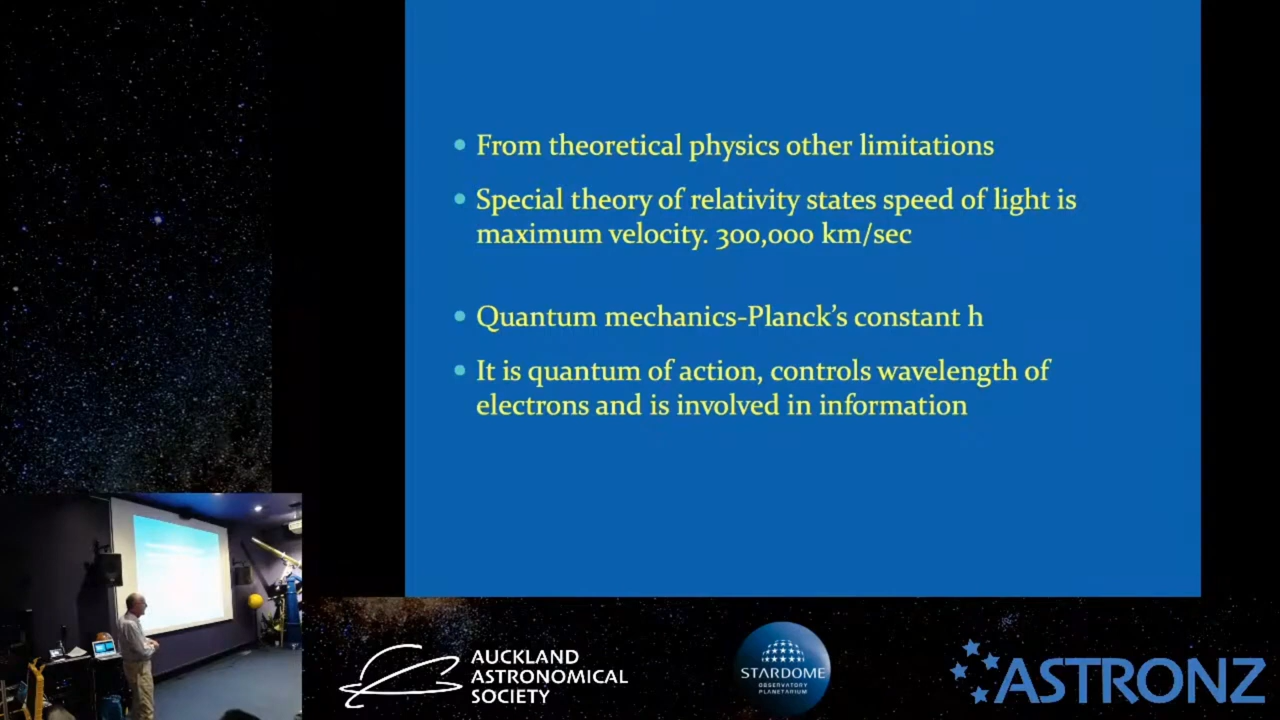 From theoretical physics other limitations
Special theory of relativity states speed of light is
maximum velocity. 300,000 km/sec
Quantum mechanics-Planck's constant h
It is quantum of action, controls wavelength of
electrons and is involved in information
AUCKLAND
ASTRONOMICAL
SOCIETY
STARDOME
OBSERVATORY
PLANETARIUM
ASTRONZ